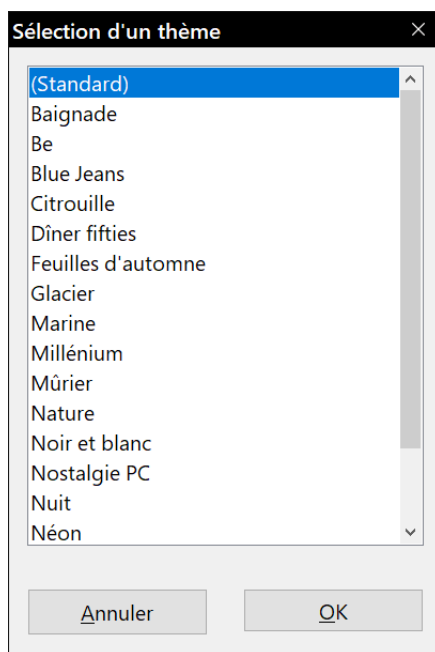 Sélection d'un thème
(Standard)
Baignade
Be
Blue Jeans
Citrouille
Dîner fifties
Feuilles d'automne
Glacier
Marine
Millénium
Mûrier
Nature
Noir et blanc
Nostalgie PC
Nuit
Néon
Annuler
OK